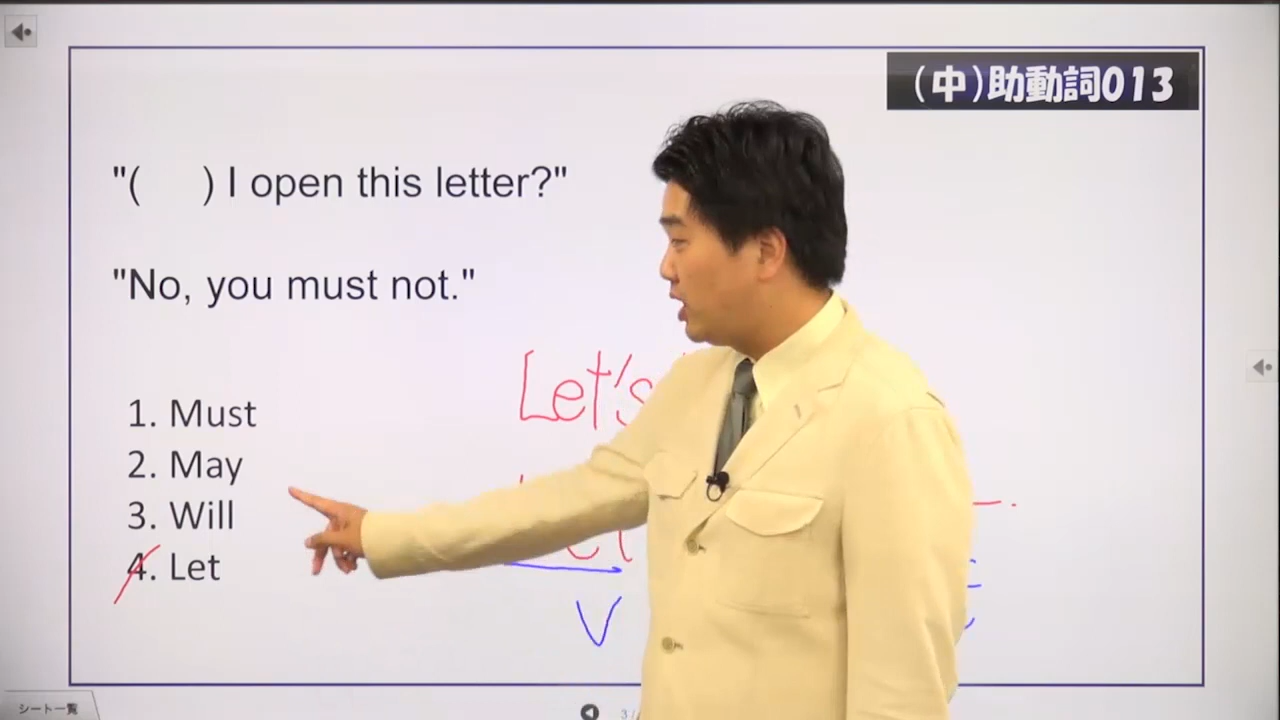 (中)助動詞013
"(     ) I open this letter?"
"No, you must not."
1. Must
2. May
3. Will
4. Let
Let's
V
シート一覧
3/